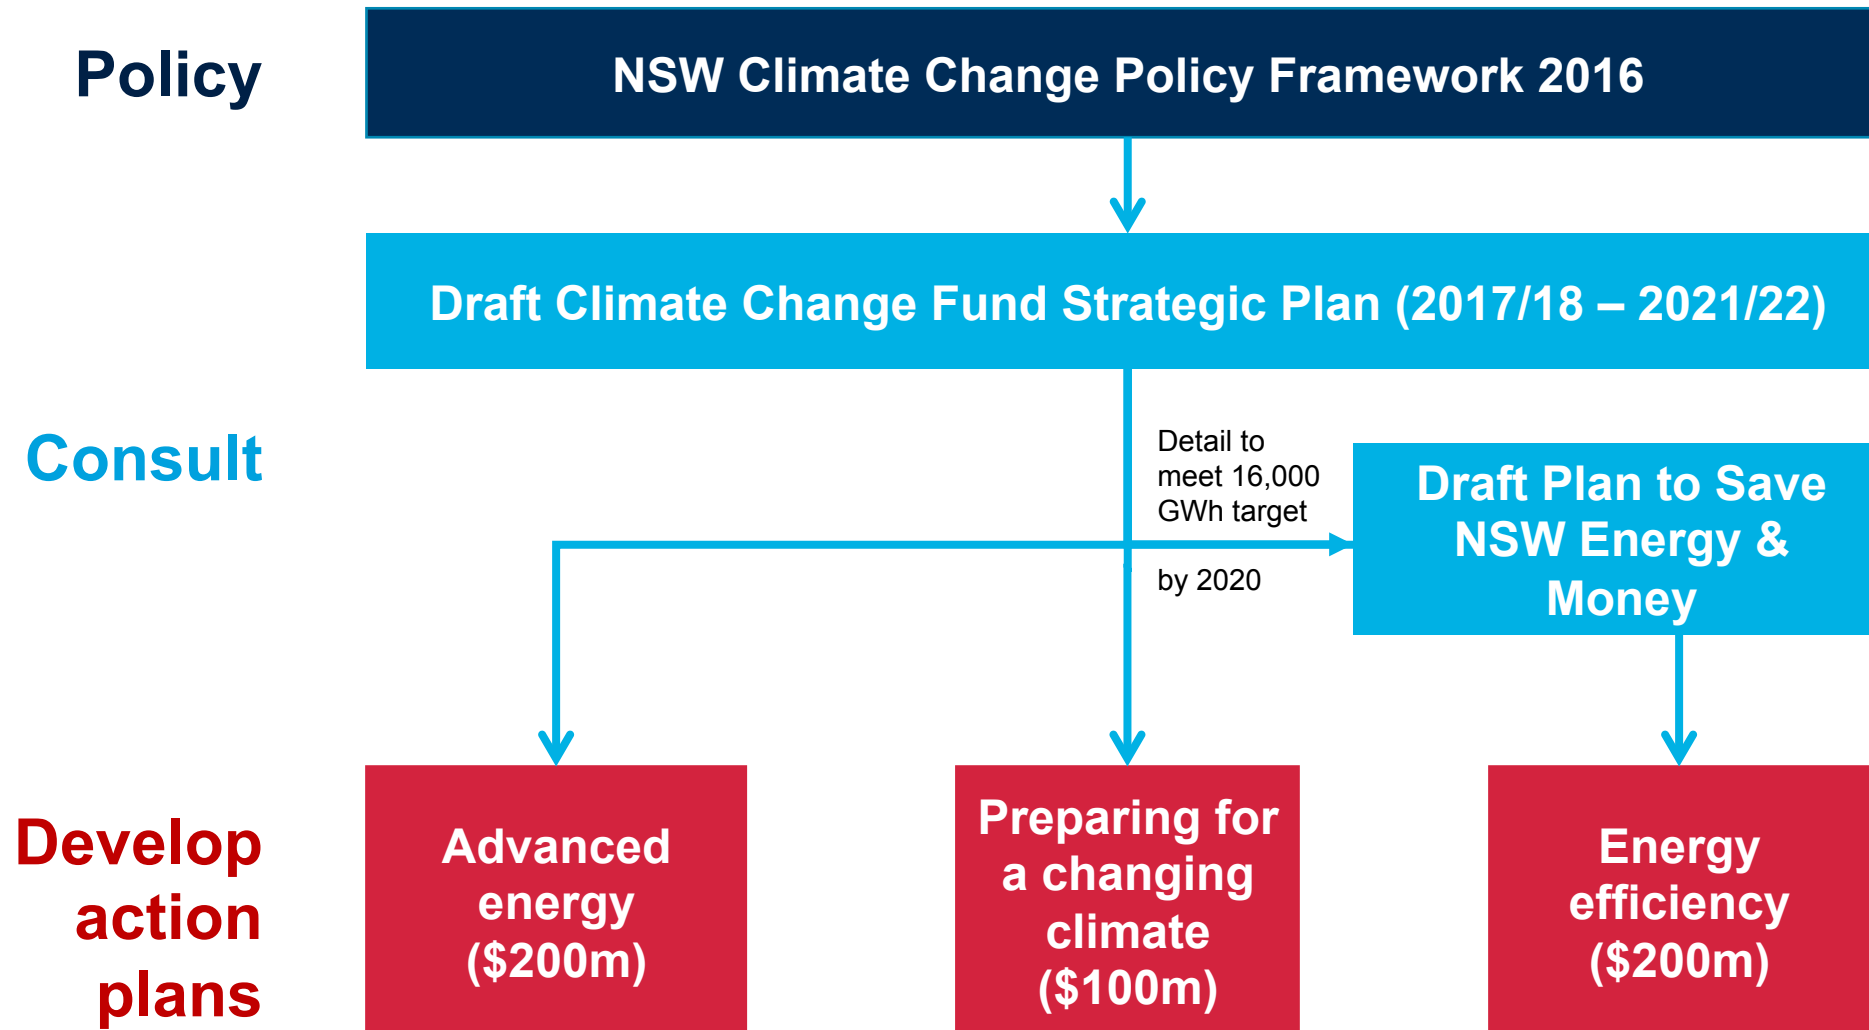 Policy
NSW Climate Change Policy Framework 2016
Draft Climate Change Fund Strategic Plan (2017/18 – 2021/22)
Consult
Detail to
meet 16,000
GWh target
by 2020
Draft Plan to Save
NSW Energy &
Money
Develop
action
plans
Advanced
energy
($200m)
Preparing for
a changing
climate
($100m)
Energy
efficiency
($200m)